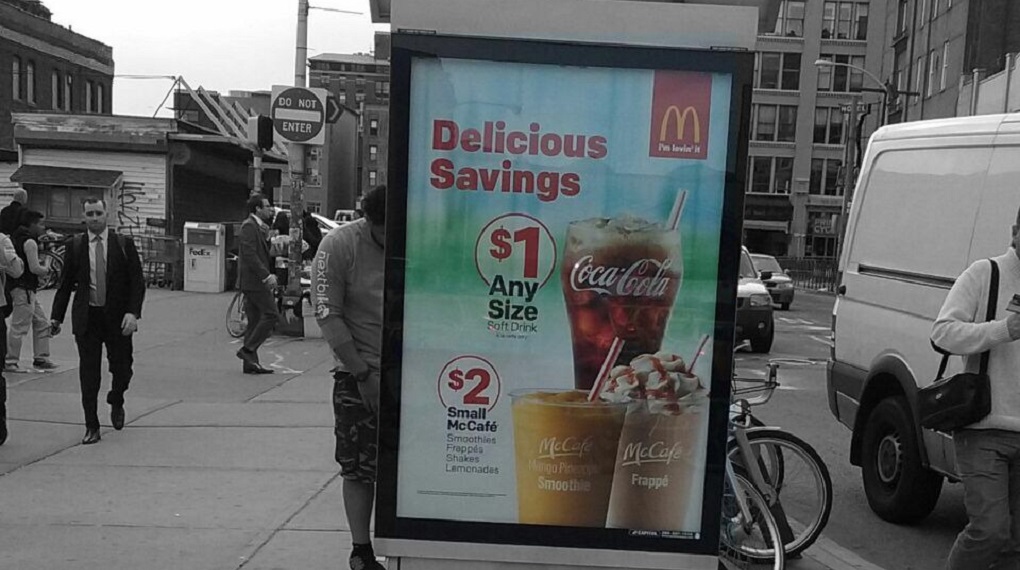 DO NOT
ENTER
FedEx
nextbike
Delicious
Savings
i'm lovin' it
$1
Any
Size
Soft Drink
Coca-Cola
$2
Small
McCafé
Smoothies
Frappés
Shakes
Lemonades
McCafé
Mango Pineapple
Smoothie
McCafé
Frappé
HOTEL